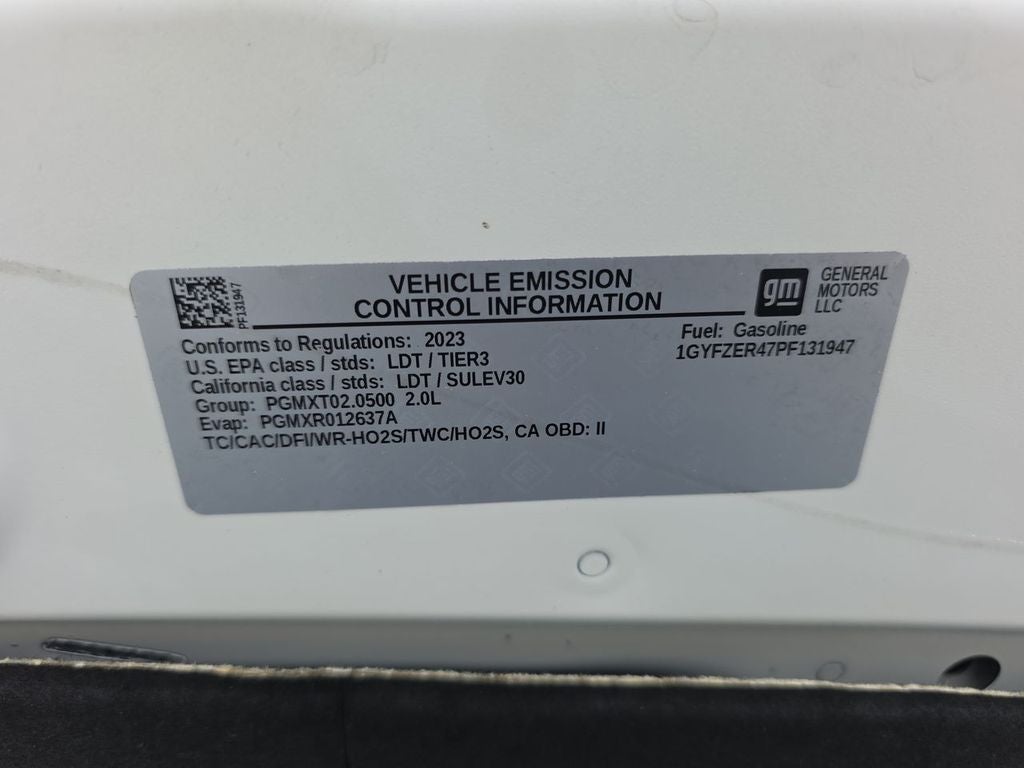 PF131947
VEHICLE EMISSION
CONTROL INFORMATION
gm
GENERAL
MOTORS
LLC
Conforms to Regulations: 2023
U.S. EPA class / stds: LDT / TIER3
California class / stds: LDT / SULEV30
Group: PGMXT02.0500 2.0L
Evap: PGMXR012637A
TC/CAC/DFI/WR-HO2S/TWC/HO2S, CA OBD: II
Fuel: Gasoline
1GYFZER47PF131947